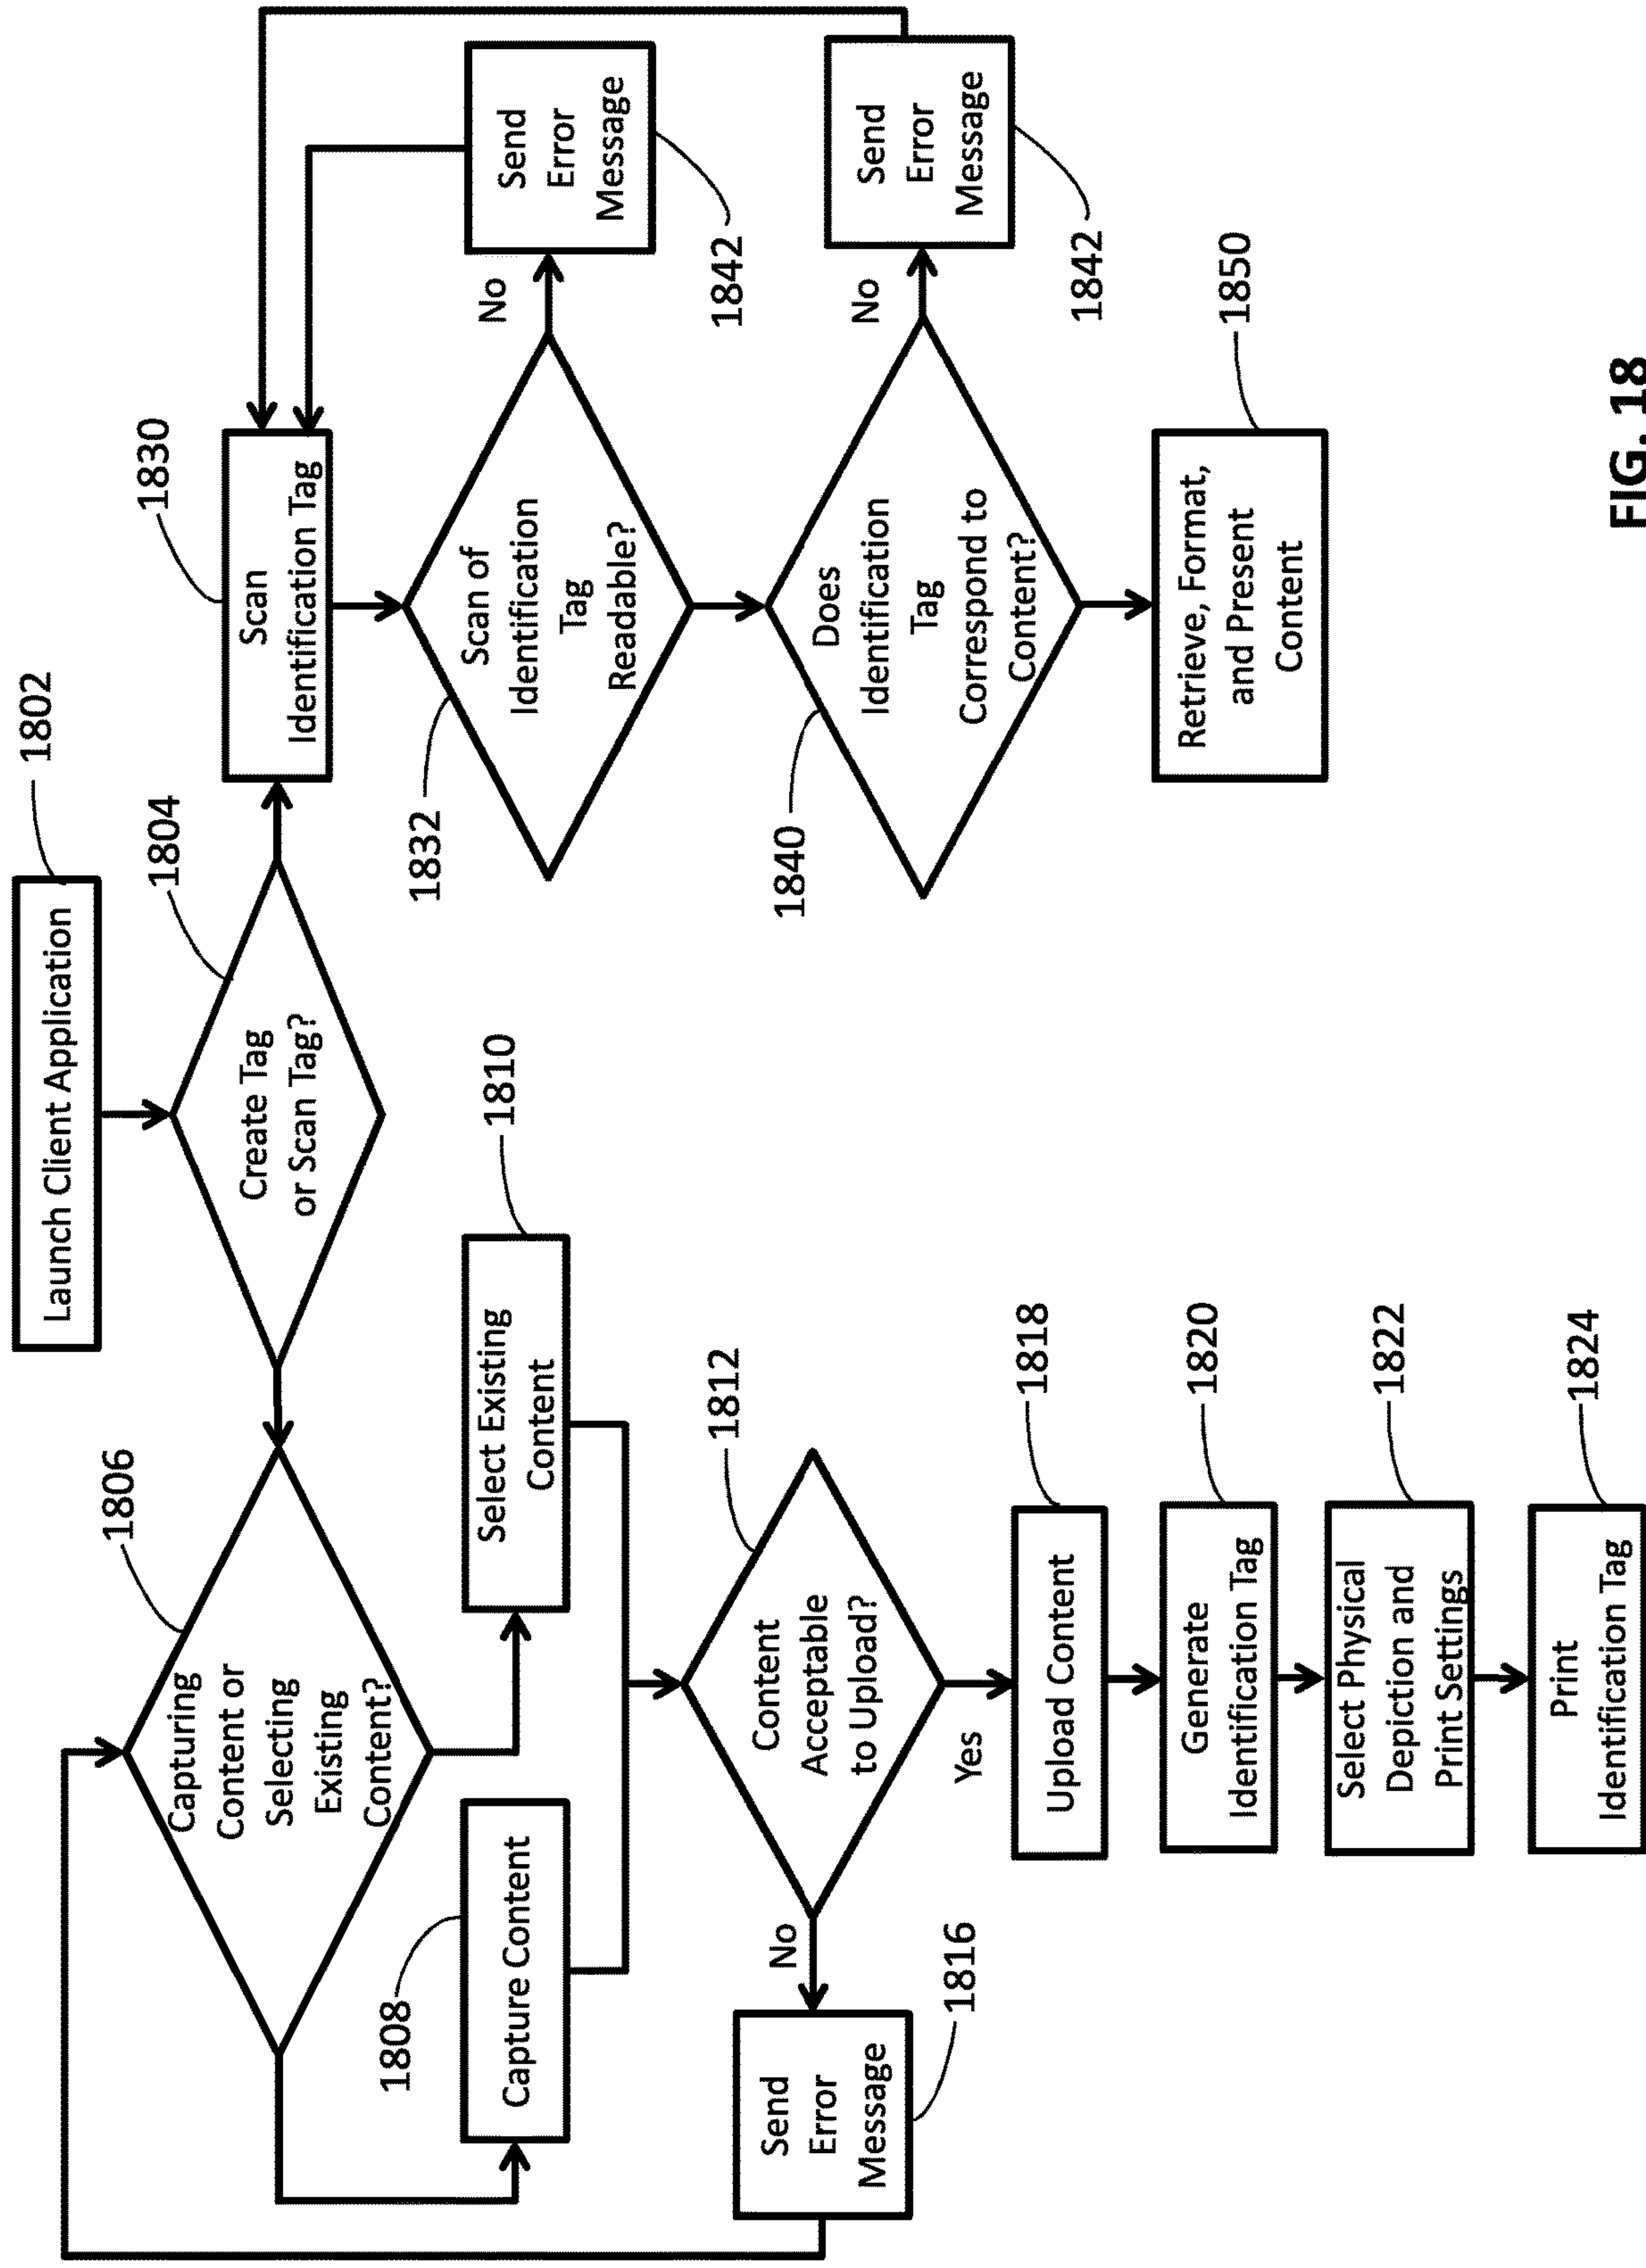 Launch Client Application
1802
Create Tag
or Scan Tag?
1804
Capturing
Content or
Selecting
Existing
Content?
1806
Scan
Identification Tag
1830
Capture Content
1808
Select Existing
Content
1810
Scan of
Identification
Tag
Readable?
1832
No
Send
Error
Message
1842
Content
Acceptable
to Upload?
1812
No
Send
Error
Message
1816
Yes
Does
Identification
Tag
Correspond to
Content?
1840
No
Send
Error
Message
1842
Upload Content
1818
Generate
Identification Tag
1820
Select Physical
Depiction and
Print Settings
1822
Print
Identification Tag
1824
Retrieve, Format,
and Present
Content
1850
FIG. 18